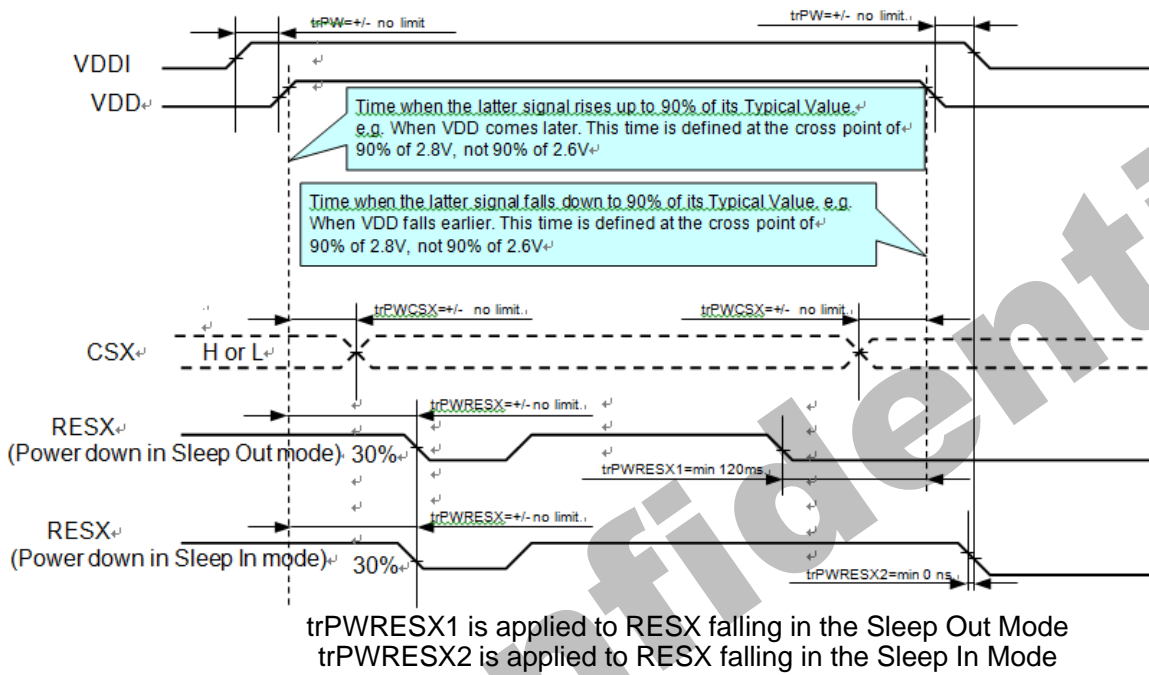 trPW=+/- no limit
trPW=+/- no limit.
VDDI
VDD
Time when the latter signal rises up to 90% of its Typical Value.
e.g. When VDD comes later. This time is defined at the cross point of
90% of 2.8V, not 90% of 2.6V
Time when the latter signal falls down to 90% of its Typical Value. e.g.
When VDD falls earlier. This time is defined at the cross point of
90% of 2.8V, not 90% of 2.6V
trPWCSX=+/- no limit.
trPWCSX=+/- no limit.
CSX
H or L
trPWRESX=+/- no limit.
RESX
(Power down in Sleep Out mode)
30%
trPWRESX1=min 120ms
trPWRESX=+/- no limit.
RESX
(Power down in Sleep In mode)
30%
trPWRESX2=min 0 ns
trPWRESX1 is applied to RESX falling in the Sleep Out Mode
trPWRESX2 is applied to RESX falling in the Sleep In Mode